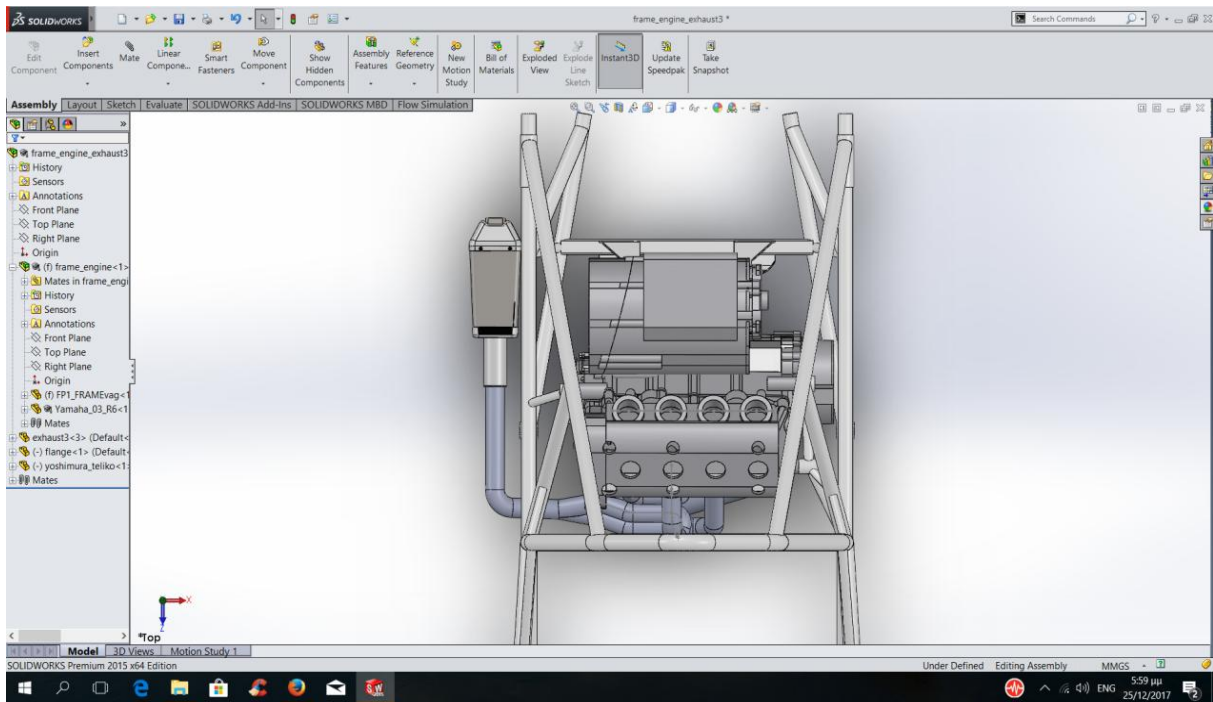 SOLIDWORKS
frame_engine_exhaust3 *
Search Commands
Edit Component
Insert Components
Mate
Linear Compone...
Smart Fasteners
Move Component
Show Hidden Components
Assembly Features
Reference Geometry
New Motion Study
Bill of Materials
Exploded View
Explode Line Sketch
Instant3D
Update Speedpak
Take Snapshot
Assembly Layout Sketch Evaluate SOLIDWORKS Add-Ins SOLIDWORKS MBD Flow Simulation
frame_engine_exhaust3
History
Sensors
Annotations
Front Plane
Top Plane
Right Plane
Origin
(f) frame_engine<1>
Mates in frame_engi
History
Sensors
Annotations
Front Plane
Top Plane
Right Plane
Origin
(f) FP1_FRAMEvag<1
Yamaha_03_R6<1
Mates
exhaust3<3> (Default<
(-) flange<1> (Default<
(-) yoshimura_teliko<1>
Mates
X
Z
*Top
Model 3D Views Motion Study 1
SOLIDWORKS Premium 2015 x64 Edition
Under Defined Editing Assembly MMGS
ENG
5:59 μμ
25/12/2017